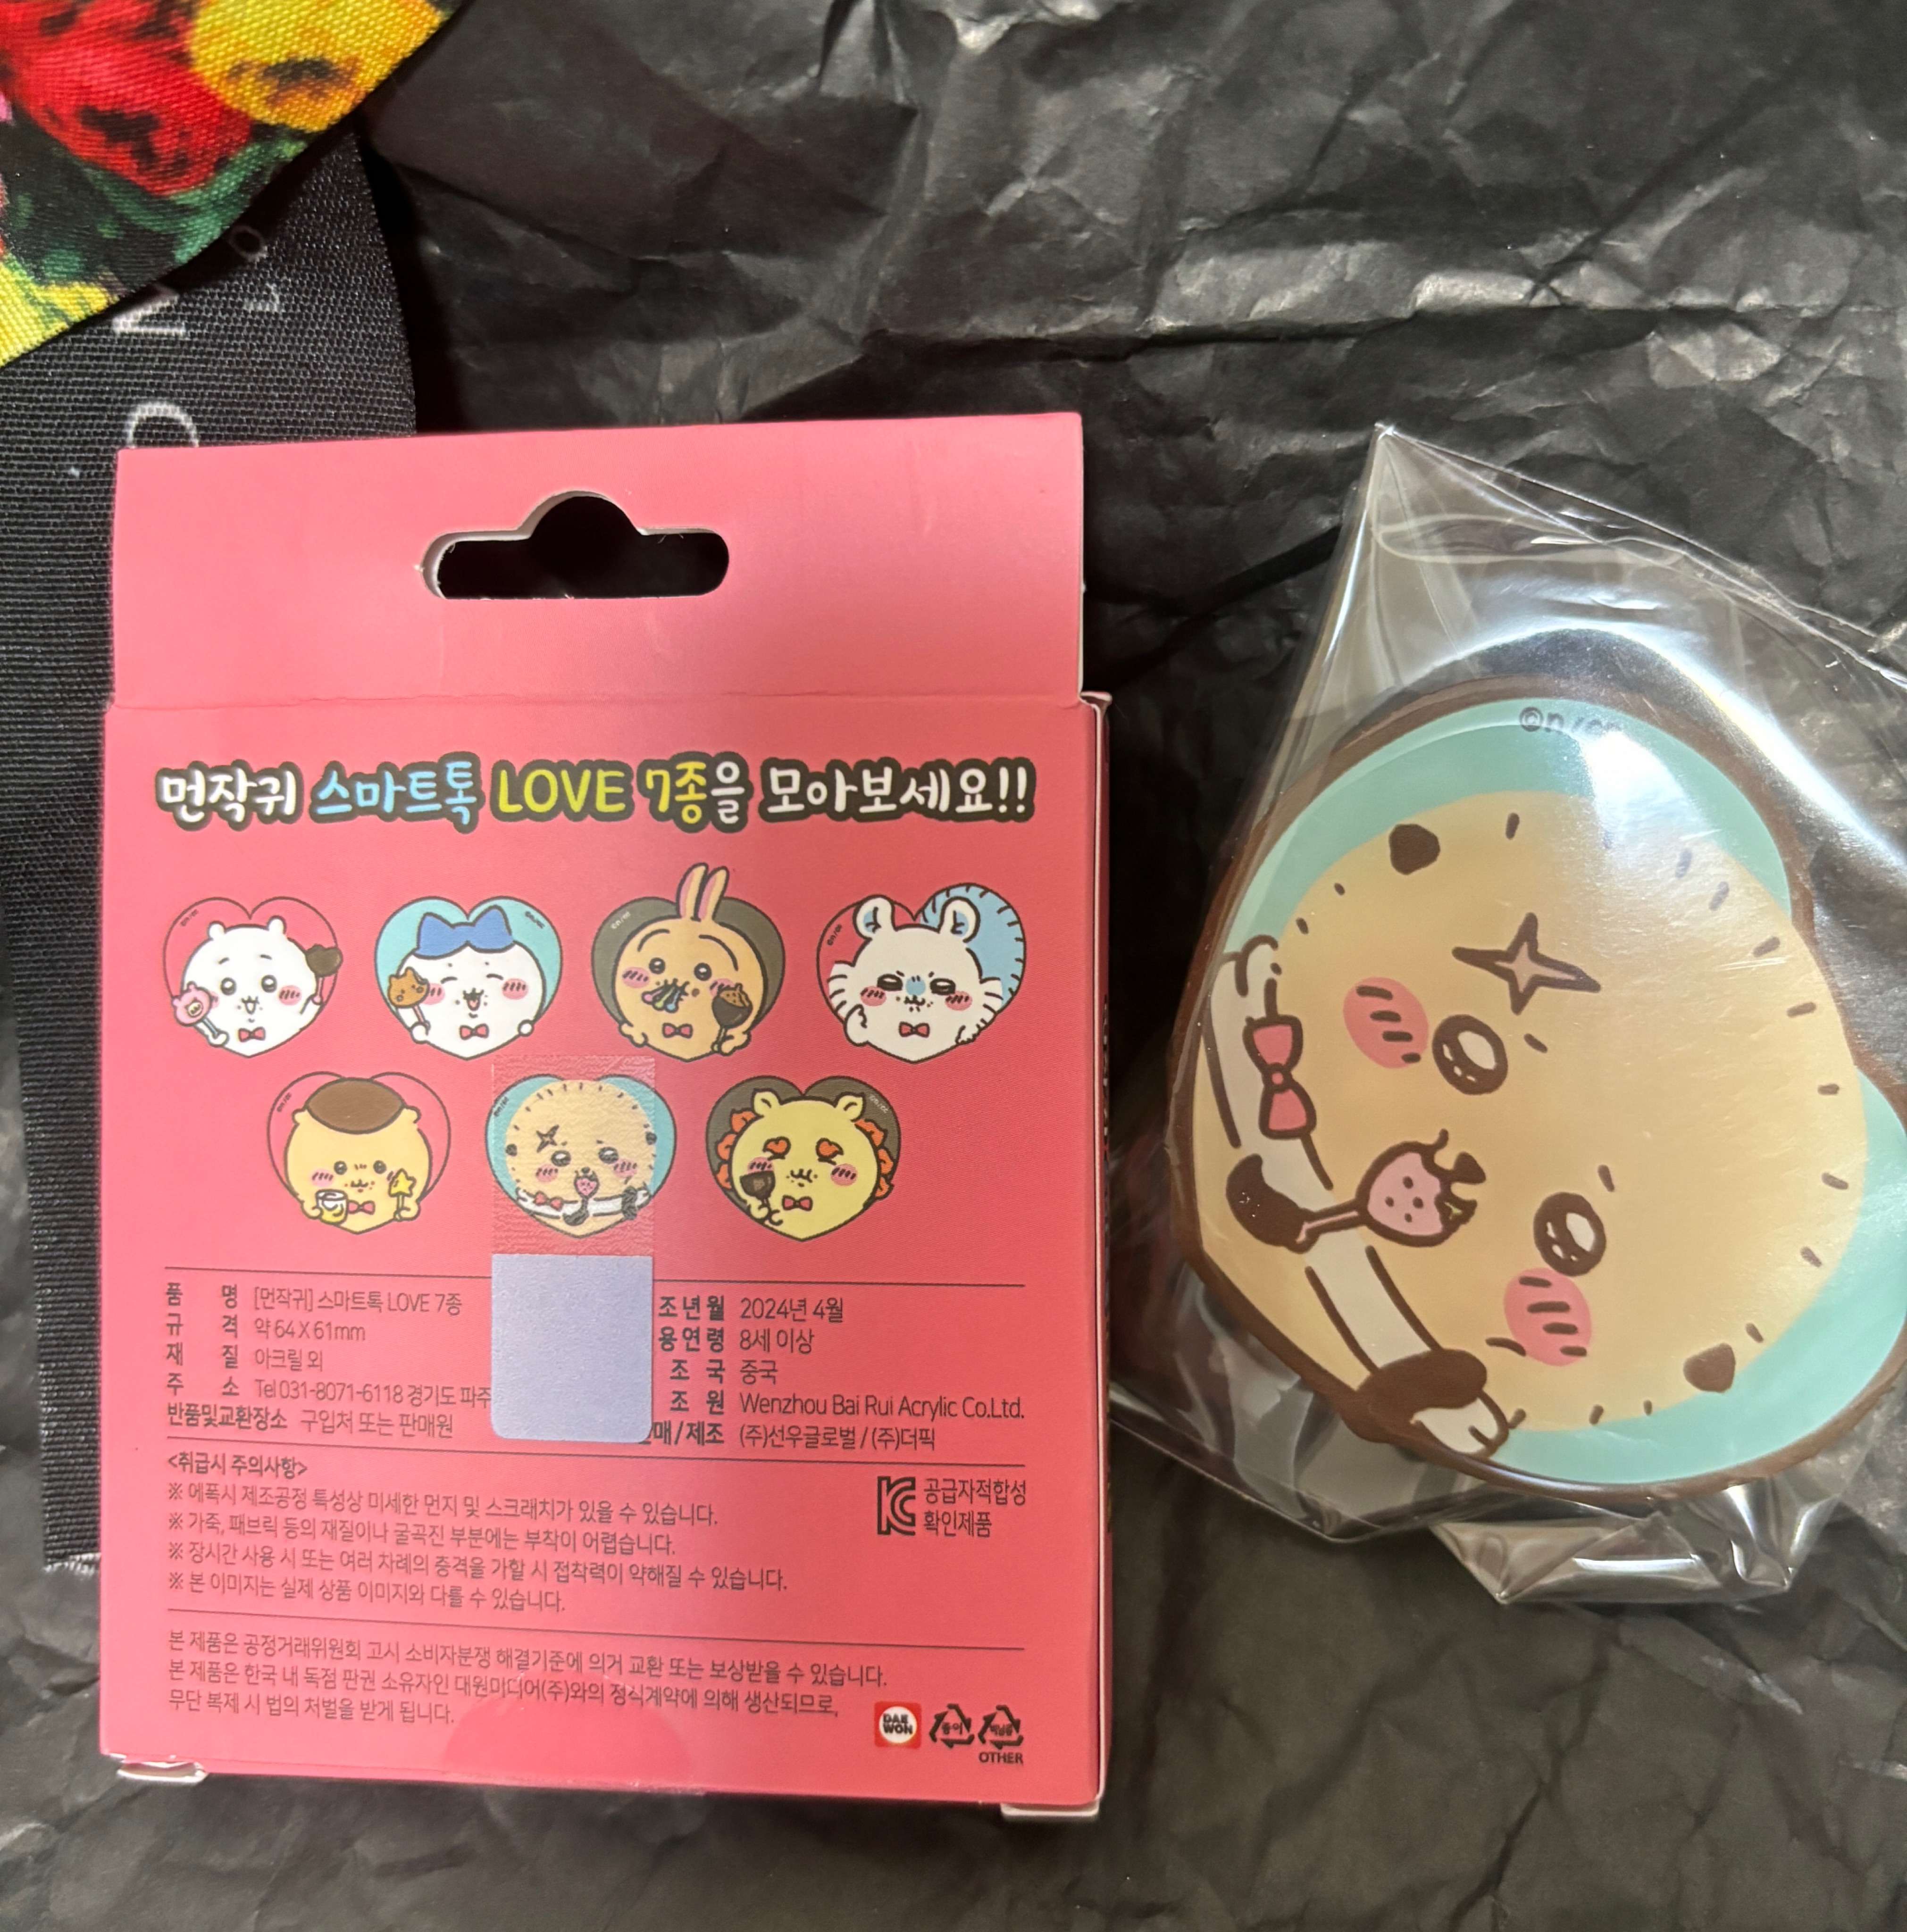 먼작귀 스마트톡 LOVE 7종을 모아보세요!!
품 명 [먼작귀] 스마트톡 LOVE 7종
규 격 약 64 X 61mm
재 질 아크릴 외
주 소 Tel 031-8071-6118 경기도 파주
반품및교환장소 구입처 또는 판매원
조년월 2024년 4월
용연령 8세 이상
조 국 중국
조 원 Wenzhou Bai Rui Acrylic Co.Ltd.
매/제조 (주)선우글로벌 / (주)더픽
<취급시 주의사항>
※ 에폭시 제조공정 특성상 미세한 먼지 및 스크래치가 있을 수 있습니다.
※ 가죽, 패브릭 등의 재질이나 굴곡진 부분에는 부착이 어렵습니다.
※ 장시간 사용 시 또는 여러 차례의 충격을 가할 시 접착력이 약해질 수 있습니다.
※ 본 이미지는 실제 상품 이미지와 다를 수 있습니다.
공급자적합성
확인제품
본 제품은 공정거래위원회 고시 소비자분쟁 해결기준에 의거 교환 또는 보상받을 수 있습니다.
본 제품은 한국 내 독점 판권 소유자인 대원미디어(주)와의 정식계약에 의해 생산되므로,
무단 복제 시 법의 처벌을 받게 됩니다.
DAE
WON
종이
비닐류
OTHER